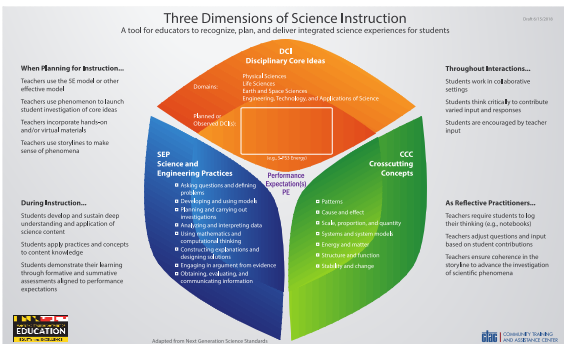 Three Dimensions of Science Instruction
A tool for educators to recognize, plan, and deliver integrated science experiences for students
When Planning for Instruction...
Teachers use the 5E model or other
effective model
Teachers use phenomenon to launch
student investigation of core ideas
Teachers incorporate hands-on
and/or virtual materials
Teachers use storylines to make
sense of phenomena
During Instruction...
Students develop and sustain deep
understanding and application of
science content
Students apply practices and concepts
to content knowledge
Students demonstrate their learning
through formative and summative
assessments aligned to performance
expectations
DCI
Disciplinary Core Ideas
Domains:
Physical Sciences
Life Sciences
Earth and Space Sciences
Engineering, Technology, and Applications of Science
Planned or
Observed DCI(s):
SEP
Science and
Engineering Practices
Asking questions and defining
problems
Developing and using models
Planning and carrying out
investigations
Analyzing and interpreting data
Using mathematics and
computational thinking
Constructing explanations and
designing solutions
Engaging in argument from evidence
Obtaining, evaluating, and
communicating information
Performance
Expectation(s)
PE
CCC
Crosscutting
Concepts
Patterns
Cause and effect
Scale, proportion, and quantity
Systems and system models
Energy and matter
Structure and function
Stability and change
Throughout Interactions...
Students work in collaborative
settings
Students think critically to contribute
varied input and responses
Students are encouraged by teacher
input
As Reflective Practitioners...
Teachers require students to log
their thinking (e.g., notebooks)
Teachers adjust questions and input
based on student contributions
Teachers ensure coherence in the
storyline to advance the investigation
of scientific phenomena
EDUCATION
EQUITY AND EXCELLENCE
Adapted from Next Generation Science Standards
COMMUNITY TRAINING
AND ASSISTANCE CENTER